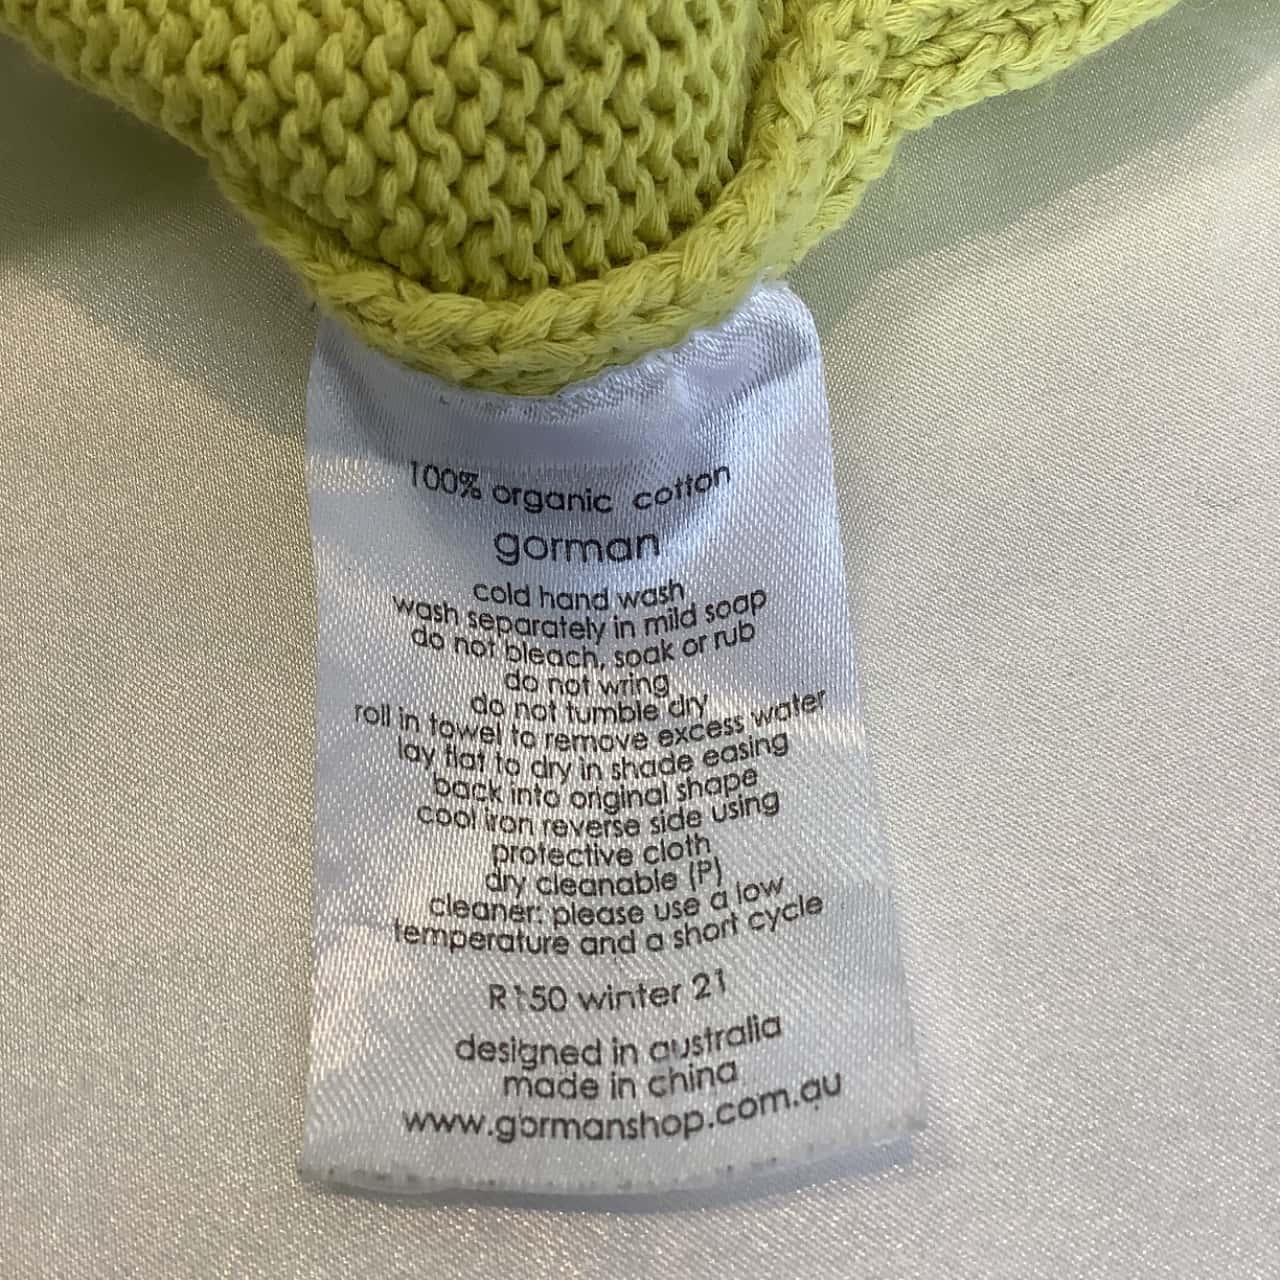 100% organic cotton
gorman
cold hand wash
wash separately in mild soap
do not bleach, soak or rub
do not wring
do not tumble dry
roll in towel to remove excess water
lay flat to dry in shade easing
back into original shape
cool iron reverse side using
protective cloth
dry cleanable (P)
cleaner: please use a low
temperature and a short cycle
R150 winter 21
designed in australia
made in china
www.gormanshop.com.au